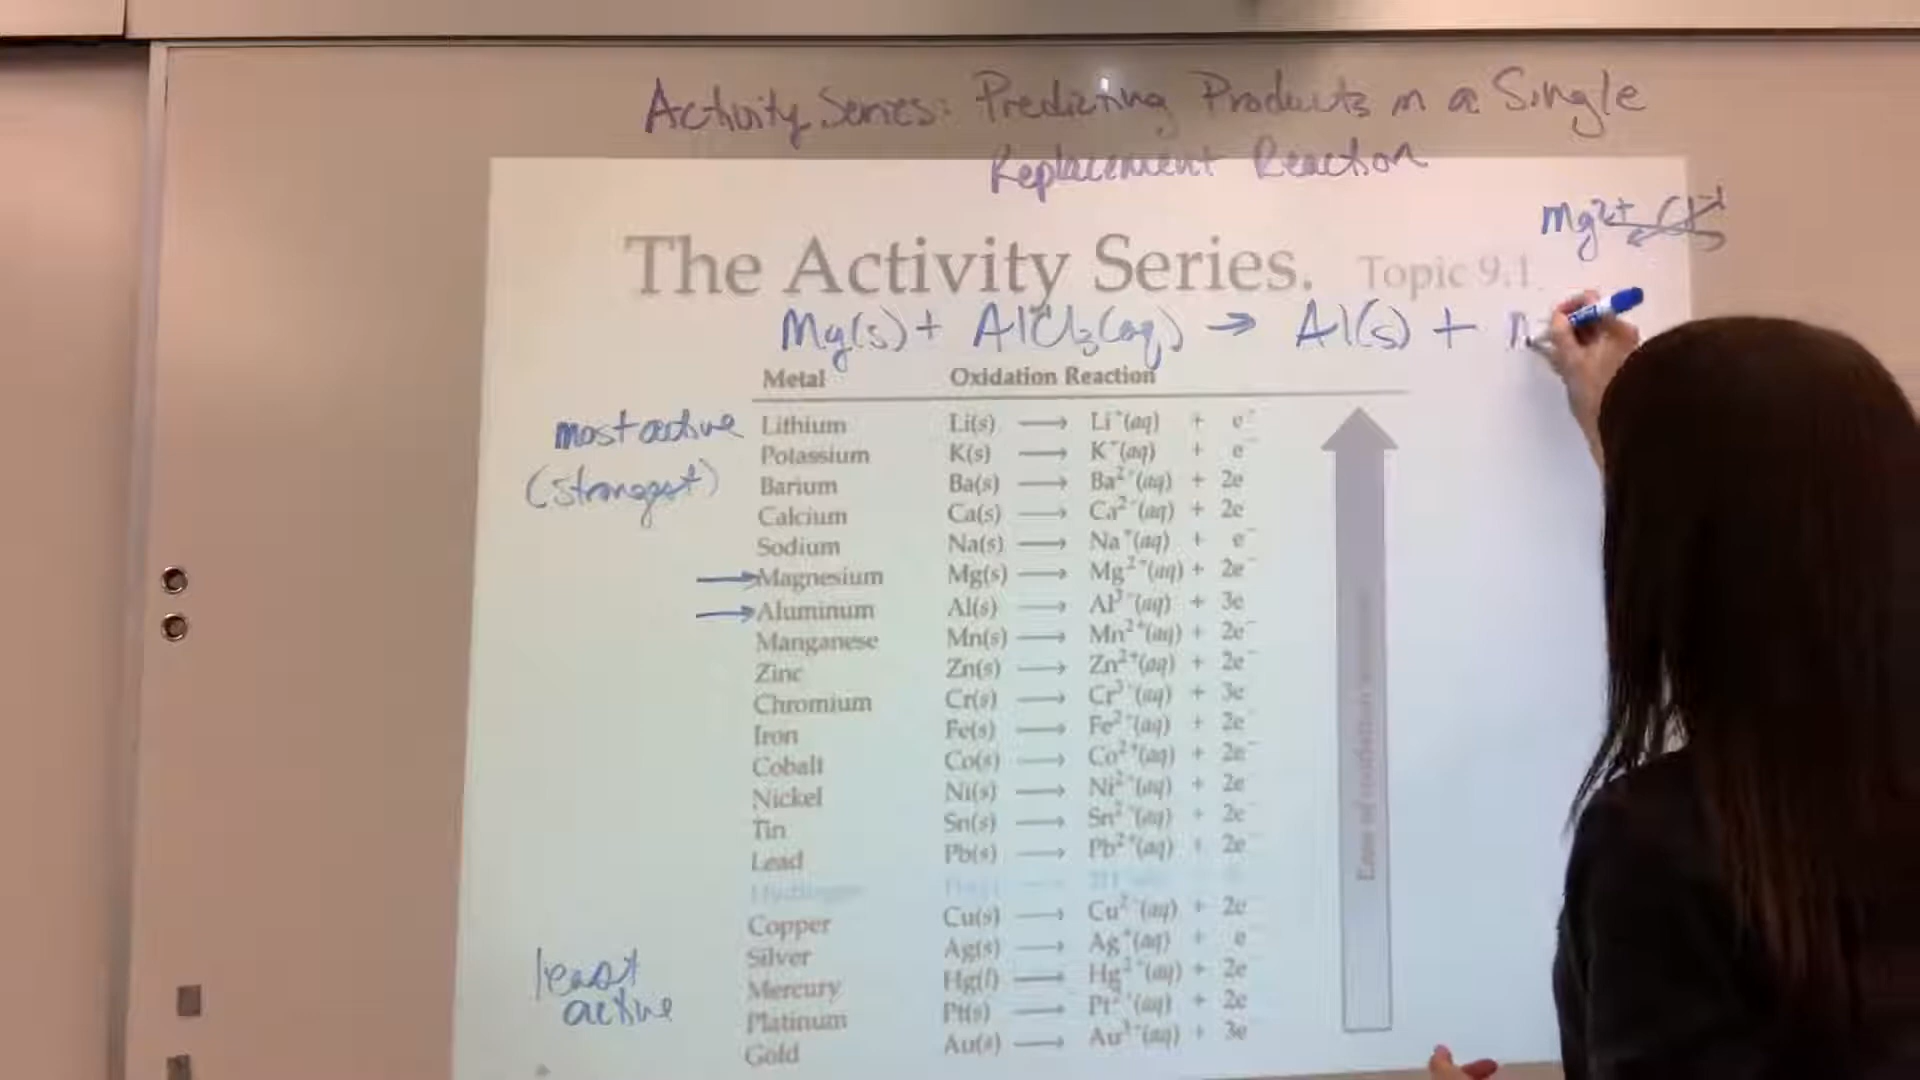 Activity Series: Predicting Products in a Single
Replacement Reaction
Mg2+ Cl-1
The Activity Series. Topic 9.1
Mg(s) + AlCl3(aq) → Al(s) +
Metal Oxidation Reaction
most active
(strongest)
Lithium Li(s) ⟶ Li+(aq) + e-
Potassium K(s) ⟶ K+(aq) + e-
Barium Ba(s) ⟶ Ba2+(aq) + 2e
Calcium Ca(s) ⟶ Ca2+(aq) + 2e
Sodium Na(s) ⟶ Na+(aq) + e-
→ Magnesium Mg(s) ⟶ Mg2+(aq) + 2e-
→ Aluminum Al(s) ⟶ Al3+(aq) + 3e
Manganese Mn(s) ⟶ Mn2+(aq) + 2e-
Zinc Zn(s) ⟶ Zn2+(aq) + 2e-
Chromium Cr(s) ⟶ Cr3+(aq) + 3e
Iron Fe(s) ⟶ Fe2+(aq) + 2e-
Cobalt Co(s) ⟶ Co2+(aq) + 2e-
Nickel Ni(s) ⟶ Ni2+(aq) + 2e
Tin Sn(s) ⟶ Sn2+(aq) + 2e-
Lead Pb(s) ⟶ Pb2+(aq) + 2e-
Hydrogen
Copper Cu(s) ⟶ Cu2+(aq) + 2e-
Silver Ag(s) ⟶ Ag+(aq) + e-
Mercury Hg(l) ⟶ Hg2+(aq) + 2e-
Platinum Pt(s) ⟶ Pt2+(aq) + 2e
Gold Au(s) ⟶ Au3+(aq) + 3e-
least
active
Ease of oxidation